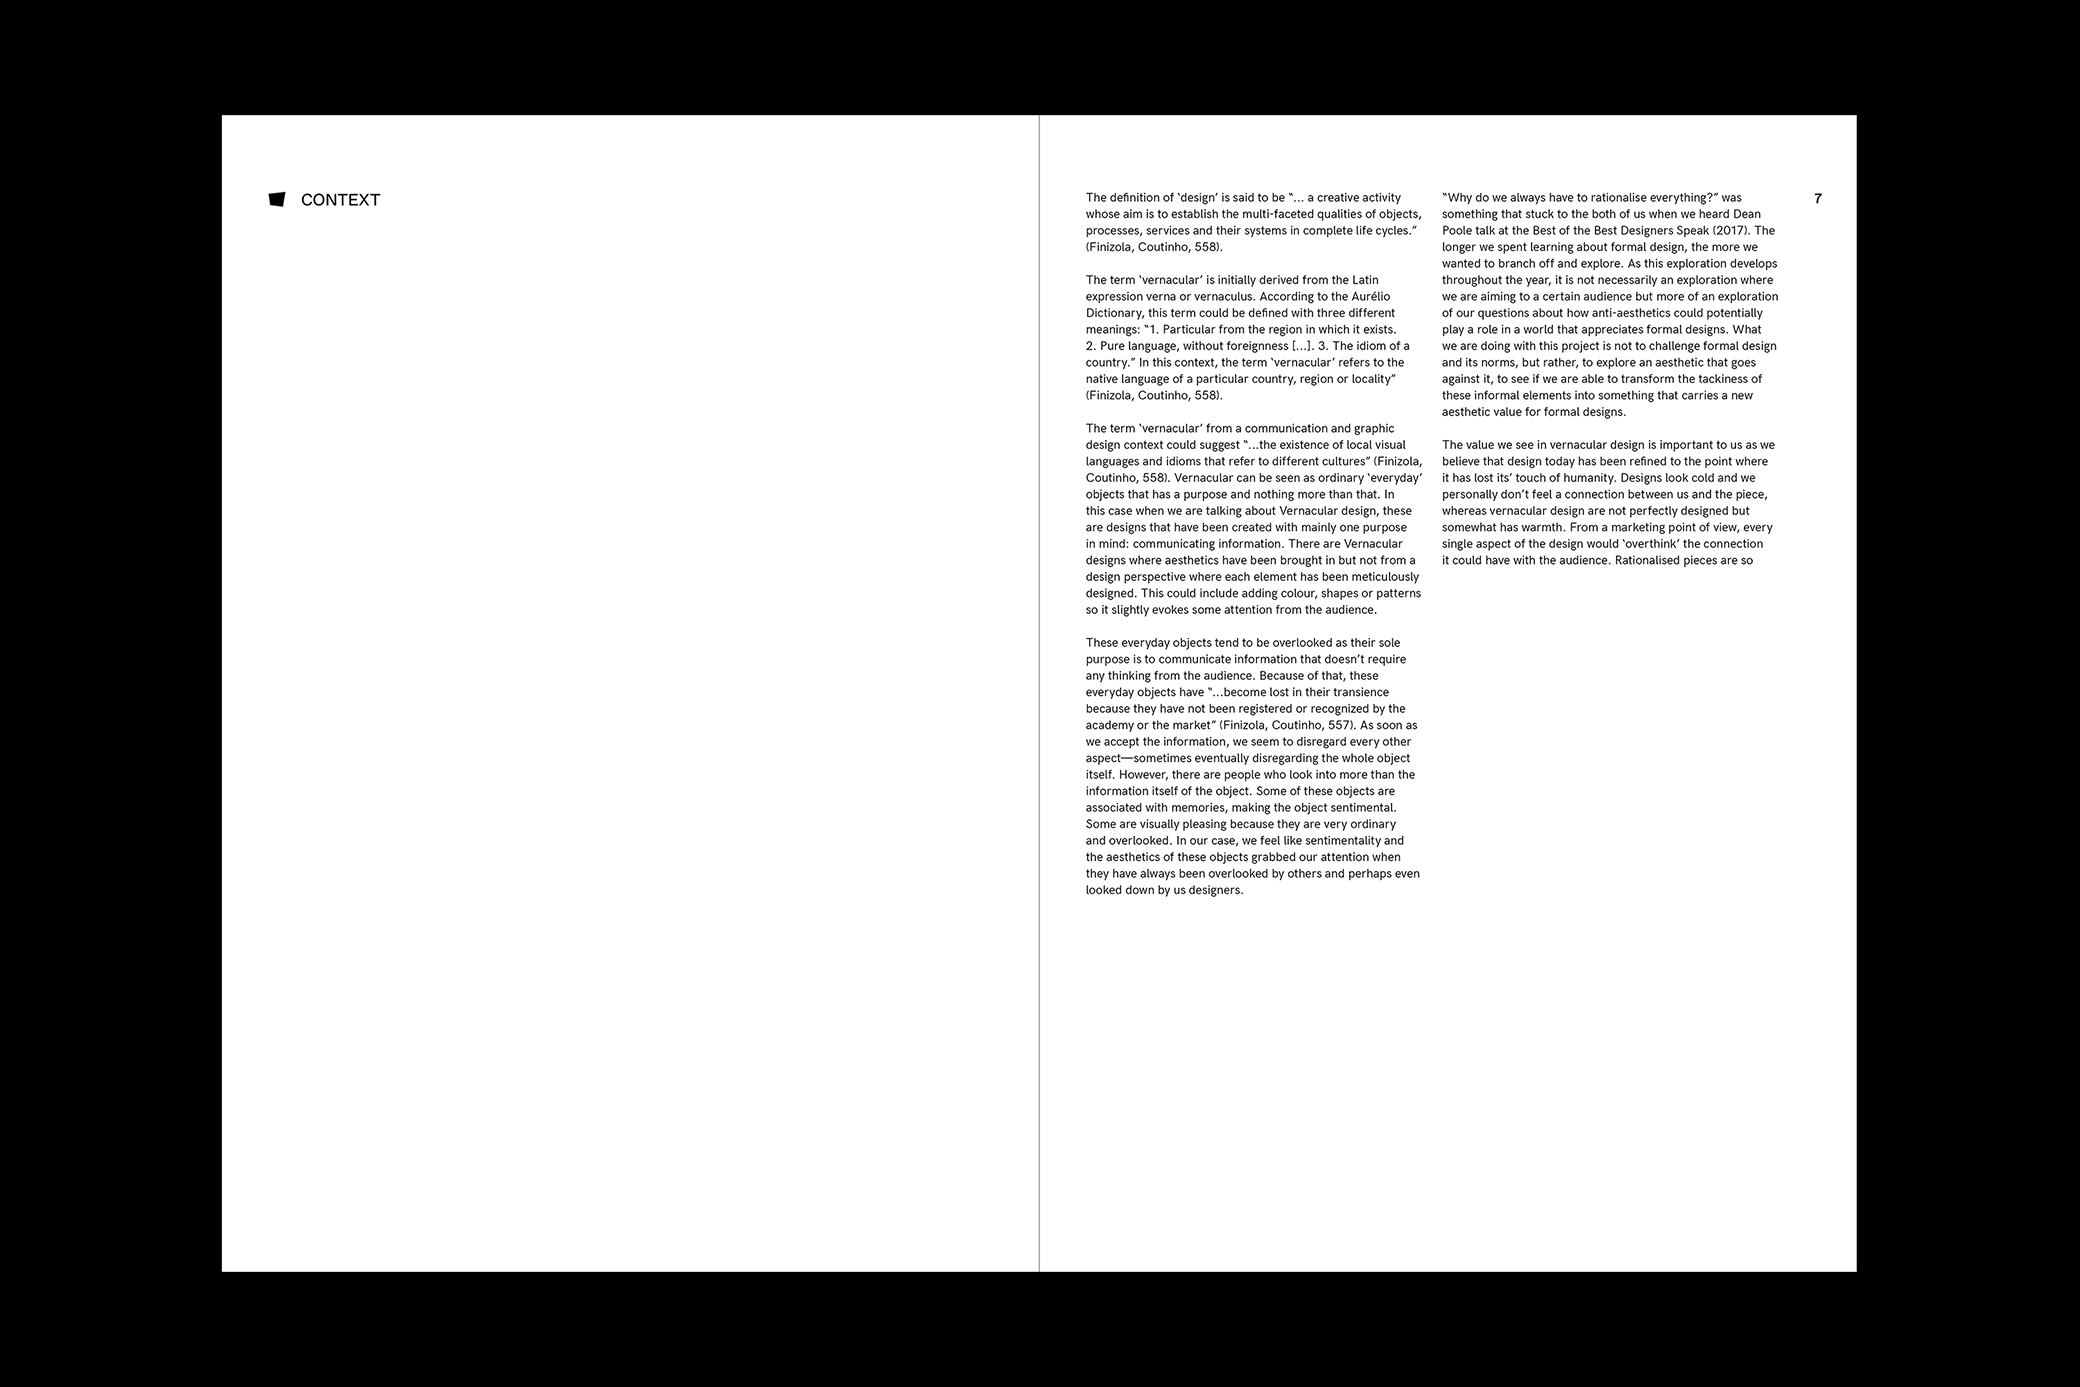 CONTEXT
The definition of ‘design’ is said to be “... a creative activity
whose aim is to establish the multi-faceted qualities of objects,
processes, services and their systems in complete life cycles.”
(Finizola, Coutinho, 558).
The term ‘vernacular’ is initially derived from the Latin
expression verna or vernaculus. According to the Aurélio
Dictionary, this term could be defined with three different
meanings: “1. Particular from the region in which it exists.
2. Pure language, without foreignness [...]. 3. The idiom of a
country.” In this context, the term ‘vernacular’ refers to the
native language of a particular country, region or locality”
(Finizola, Coutinho, 558).
The term ‘vernacular’ from a communication and graphic
design context could suggest “...the existence of local visual
languages and idioms that refer to different cultures” (Finizola,
Coutinho, 558). Vernacular can be seen as ordinary ‘everyday’
objects that has a purpose and nothing more than that. In
this case when we are talking about Vernacular design, these
are designs that have been created with mainly one purpose
in mind: communicating information. There are Vernacular
designs where aesthetics have been brought in but not from a
design perspective where each element has been meticulously
designed. This could include adding colour, shapes or patterns
so it slightly evokes some attention from the audience.
These everyday objects tend to be overlooked as their sole
purpose is to communicate information that doesn’t require
any thinking from the audience. Because of that, these
everyday objects have “...become lost in their transience
because they have not been registered or recognized by the
academy or the market” (Finizola, Coutinho, 557). As soon as
we accept the information, we seem to disregard every other
aspect—sometimes eventually disregarding the whole object
itself. However, there are people who look into more than the
information itself of the object. Some of these objects are
associated with memories, making the object sentimental.
Some are visually pleasing because they are very ordinary
and overlooked. In our case, we feel like sentimentality and
the aesthetics of these objects grabbed our attention when
they have always been overlooked by others and perhaps even
looked down by us designers.
“Why do we always have to rationalise everything?” was
something that stuck to the both of us when we heard Dean
Poole talk at the Best of the Best Designers Speak (2017). The
longer we spent learning about formal design, the more we
wanted to branch off and explore. As this exploration develops
throughout the year, it is not necessarily an exploration where
we are aiming to a certain audience but more of an exploration
of our questions about how anti-aesthetics could potentially
play a role in a world that appreciates formal designs. What
we are doing with this project is not to challenge formal design
and its norms, but rather, to explore an aesthetic that goes
against it, to see if we are able to transform the tackiness of
these informal elements into something that carries a new
aesthetic value for formal designs.
The value we see in vernacular design is important to us as we
believe that design today has been refined to the point where
it has lost its’ touch of humanity. Designs look cold and we
personally don’t feel a connection between us and the piece,
whereas vernacular design are not perfectly designed but
somewhat has warmth. From a marketing point of view, every
single aspect of the design would ‘overthink’ the connection
it could have with the audience. Rationalised pieces are so
7